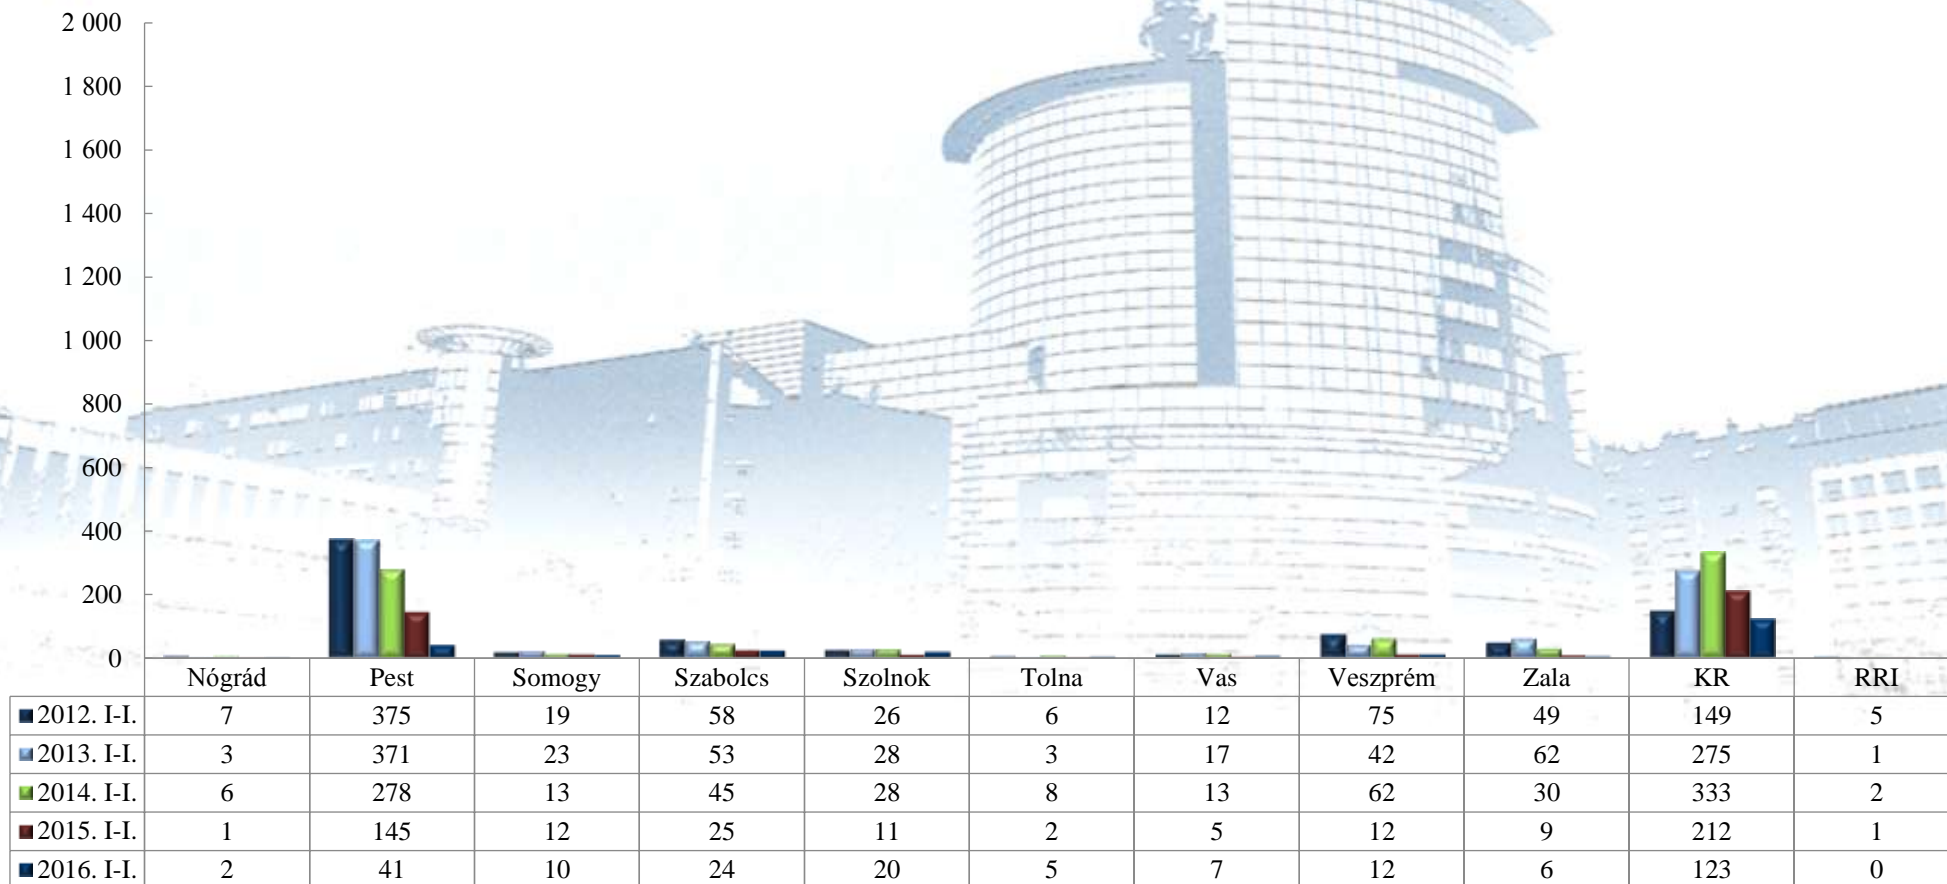 2 000
1 800
1 600
1 400
1 200
1 000
800
600
400
200
0
Nógrád Pest Somogy Szabolcs Szolnok Tolna Vas Veszprém Zala KR RRI
2012. I-I. 7 375 19 58 26 6 12 75 49 149 5
2013. I-I. 3 371 23 53 28 3 17 42 62 275 1
2014. I-I. 6 278 13 45 28 8 13 62 30 333 2
2015. I-I. 1 145 12 25 11 2 5 12 9 212 1
2016. I-I. 2 41 10 24 20 5 7 12 6 123 0